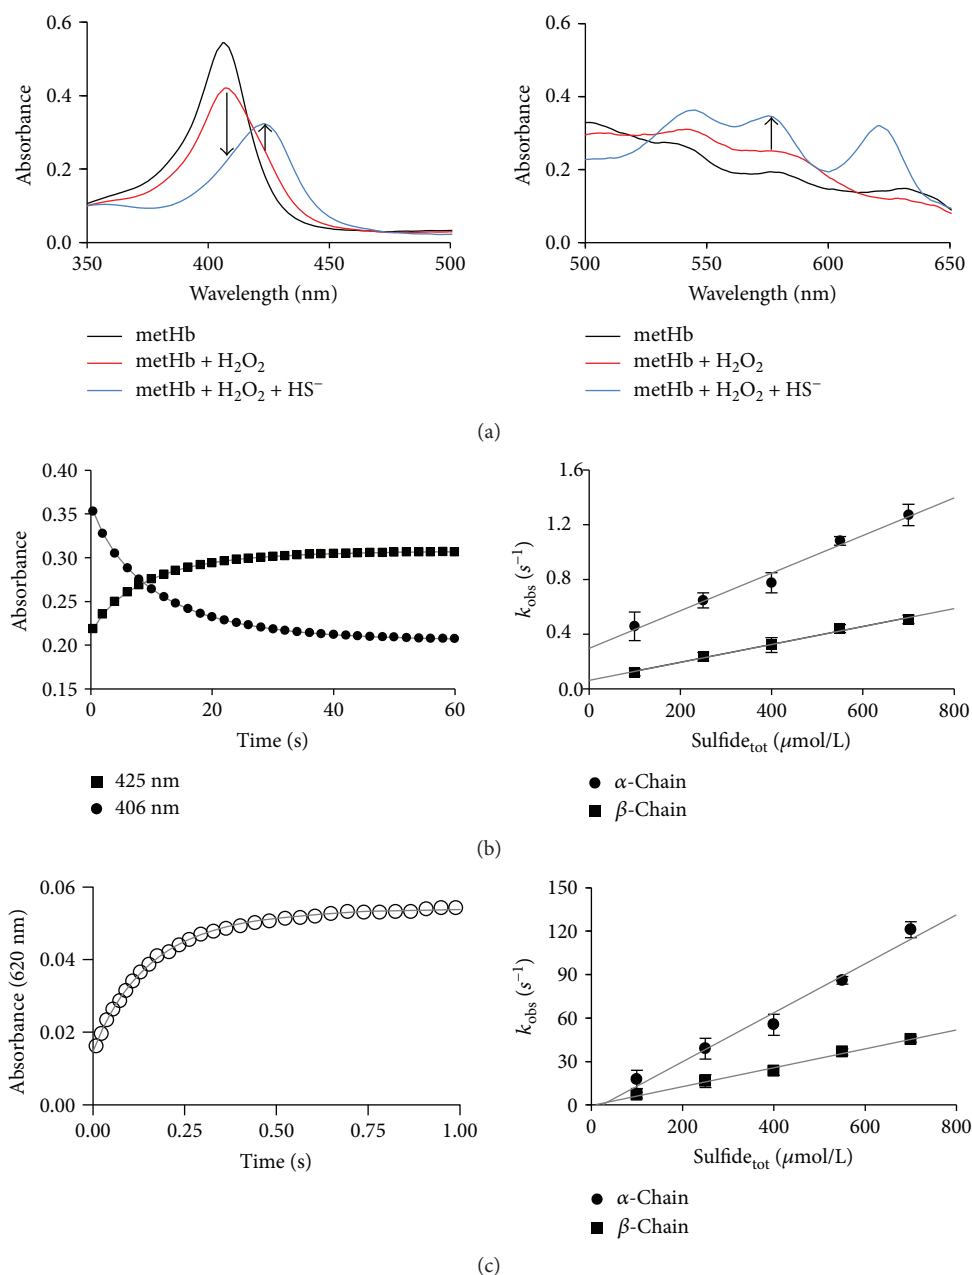 0.6
0.4
0.2
0.0
Absorbance
350
400
450
500
Wavelength (nm)
metHb
metHb + H₂O₂
metHb + H₂O₂ + HS⁻
0.6
0.4
0.2
0.0
Absorbance
500
550
600
650
Wavelength (nm)
metHb
metHb + H₂O₂
metHb + H₂O₂ + HS⁻
(a)
0.40
0.35
0.30
0.25
0.20
0.15
Absorbance
0
20
40
60
Time (s)
425 nm
406 nm
1.6
1.2
0.8
0.4
0.0
k_obs (s⁻¹)
0
200
400
600
800
Sulfide_tot (μmol/L)
α-Chain
β-Chain
(b)
0.06
0.04
0.02
0.00
Absorbance (620 nm)
0.00
0.25
0.50
0.75
1.00
Time (s)
150
120
90
60
30
0
k_obs (s⁻¹)
0
200
400
600
800
Sulfide_tot (μmol/L)
α-Chain
β-Chain
(c)